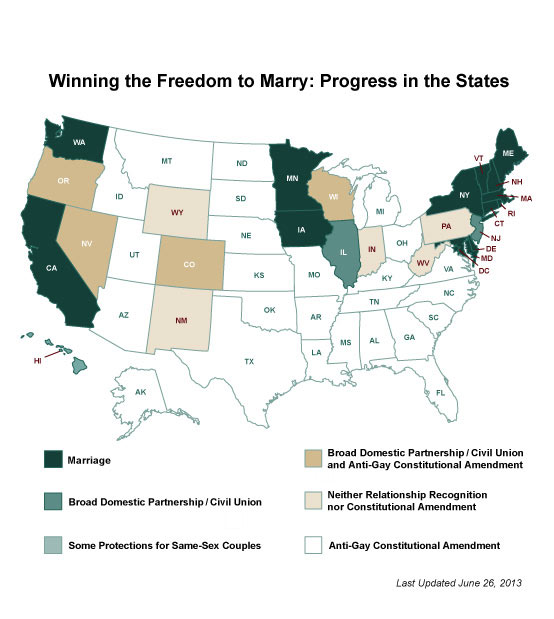 Winning the Freedom to Marry: Progress in the States
WA
MT
ND
MN
VT
ME
OR
ID
SD
WI
MI
NY
NH
MA
WY
RI
CT
NV
NE
IA
PA
NJ
CA
UT
CO
IL
IN
OH
DE
MD
WV
VA
DC
KS
MO
KY
AZ
NM
OK
TN
NC
AR
SC
MS
AL
GA
HI
TX
LA
AK
FL
Marriage
Broad Domestic Partnership / Civil Union
Some Protections for Same-Sex Couples
Broad Domestic Partnership / Civil Union
and Anti-Gay Constitutional Amendment
Neither Relationship Recognition
nor Constitutional Amendment
Anti-Gay Constitutional Amendment
Last Updated June 26, 2013